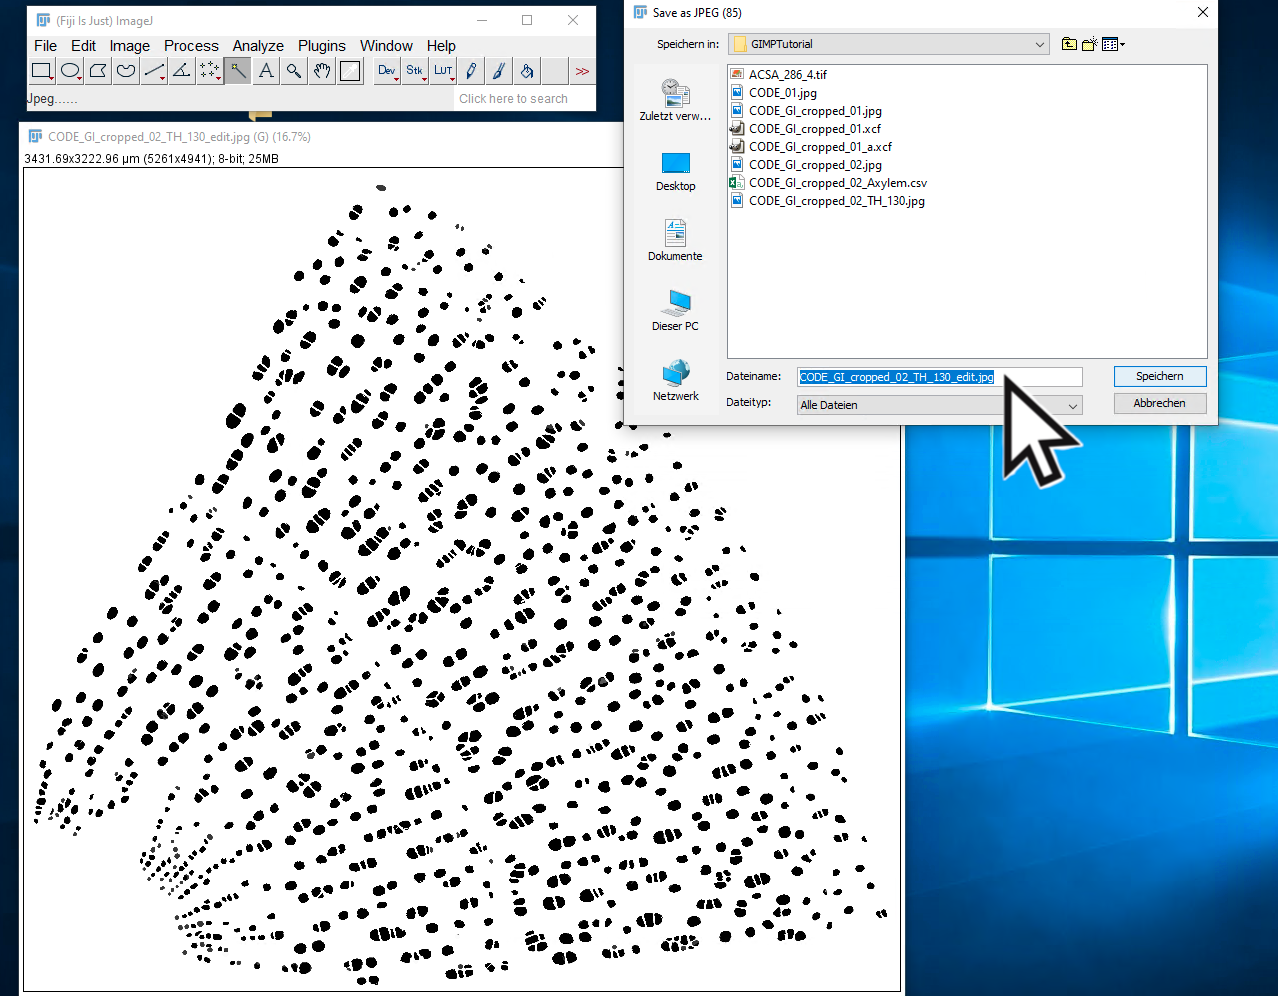 (Fiji Is Just) ImageJ
File Edit Image Process Analyze Plugins Window Help
Dev Stk LUT >>
Jpeg......
Click here to search
CODE_GI_cropped_02_TH_130_edit.jpg (G) (16.7%)
3431.69x3222.96 µm (5261x4941); 8-bit; 25MB
Save as JPEG (85)
Speichern in: GIMPTutorial
Zuletzt verw...
Desktop
Dokumente
Dieser PC
Netzwerk
ACSA_286_4.tif
CODE_01.jpg
CODE_GI_cropped_01.jpg
CODE_GI_cropped_01.xcf
CODE_GI_cropped_01_a.xcf
CODE_GI_cropped_02.jpg
CODE_GI_cropped_02_Axylem.csv
CODE_GI_cropped_02_TH_130.jpg
Dateiname: CODE_GI_cropped_02_TH_130_edit.jpg Speichern
Dateityp: Alle Dateien Abbrechen